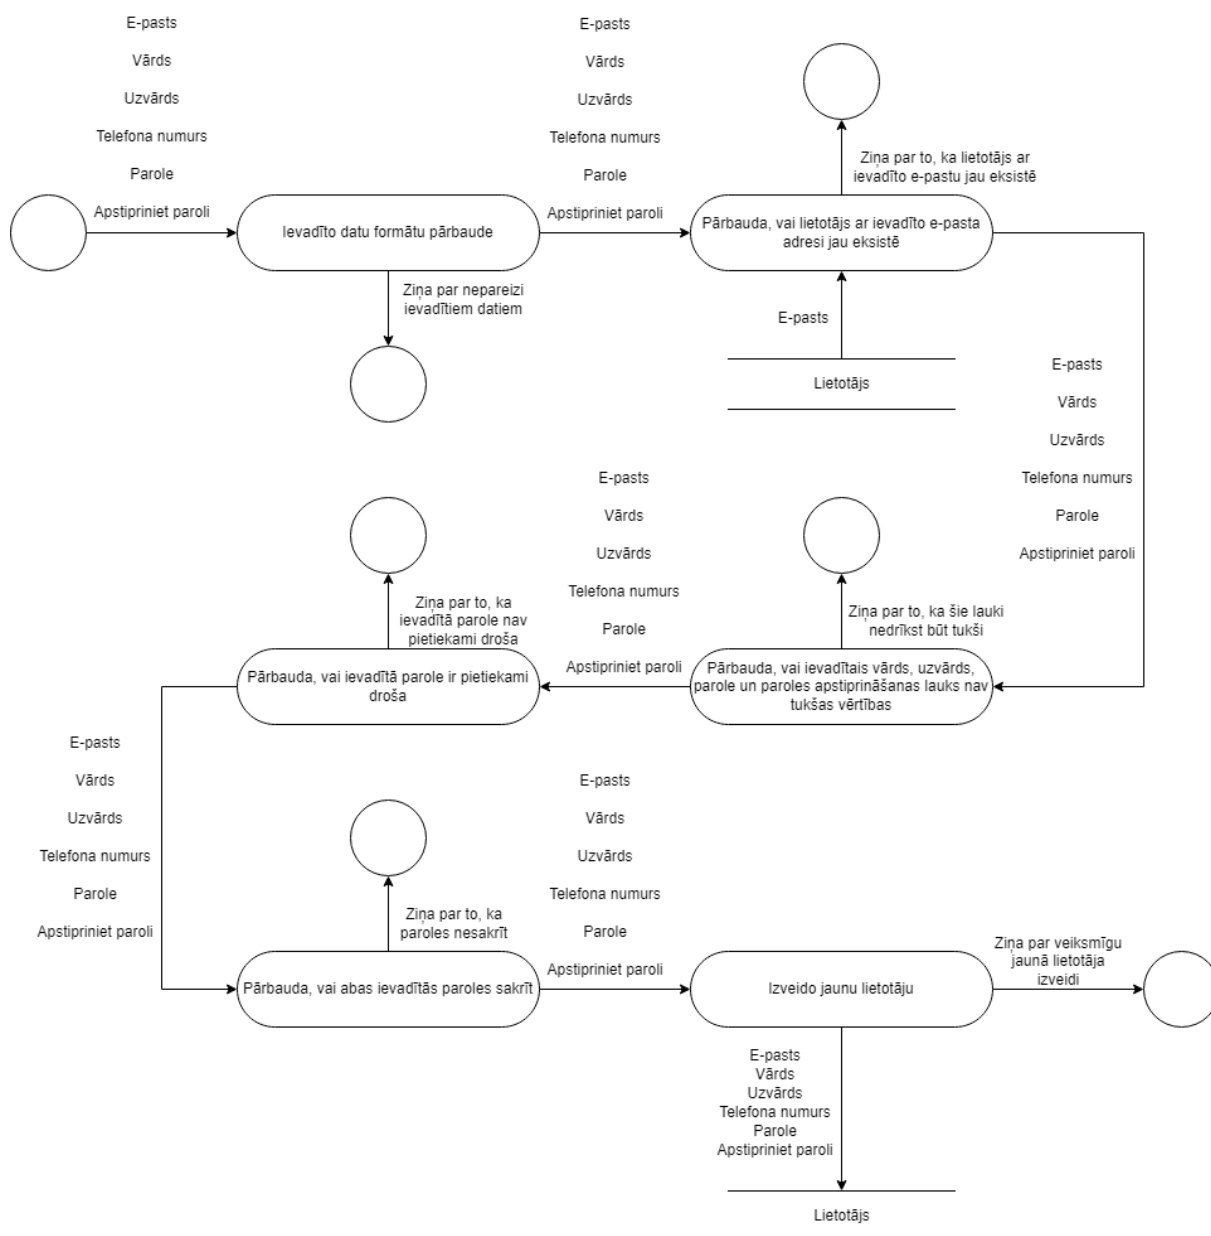 E-pasts
Vārds
Uzvārds
Telefona numurs
Parole
Apstipriniet paroli
Ievadīto datu formātu pārbaude
Ziņa par nepareizi
ievadītiem datiem
E-pasts
Vārds
Uzvārds
Telefona numurs
Parole
Apstipriniet paroli
Ziņa par to, ka lietotājs ar
ievadīto e-pastu jau eksistē
Pārbauda, vai lietotājs ar ievadīto e-pasta
adresi jau eksistē
E-pasts
Lietotājs
E-pasts
Vārds
Uzvārds
Telefona numurs
Parole
Apstipriniet paroli
Ziņa par to, ka šie lauki
nedrīkst būt tukši
Pārbauda, vai ievadītais vārds, uzvārds,
parole un paroles apstiprināšanas lauks nav
tukšas vērtības
E-pasts
Vārds
Uzvārds
Telefona numurs
Parole
Apstipriniet paroli
Ziņa par to, ka
ievadītā parole nav
pietiekami droša
Pārbauda, vai ievadītā parole ir pietiekami
droša
E-pasts
Vārds
Uzvārds
Telefona numurs
Parole
Apstipriniet paroli
Ziņa par to, ka
paroles nesakrīt
Pārbauda, vai abas ievadītās paroles sakrīt
E-pasts
Vārds
Uzvārds
Telefona numurs
Parole
Apstipriniet paroli
Izveido jaunu lietotāju
Ziņa par veiksmīgu
jaunā lietotāja
izveidi
E-pasts
Vārds
Uzvārds
Telefona numurs
Parole
Apstipriniet paroli
Lietotājs